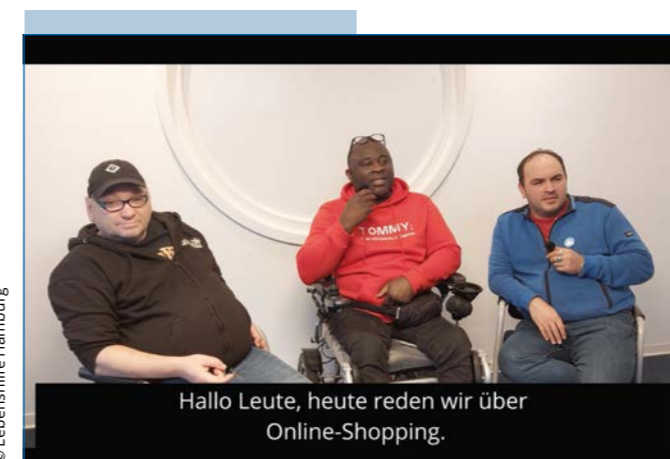 © Lebenshilfe Hamburg
TOMMY:
Hallo Leute, heute reden wir über
Online-Shopping.